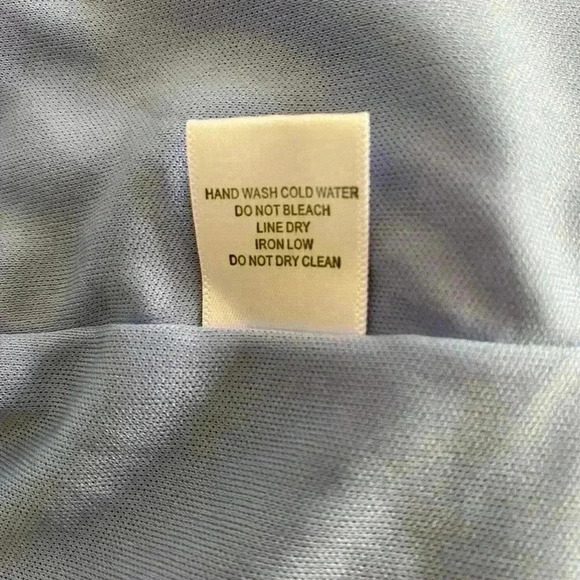 HAND WASH COLD WATER
DO NOT BLEACH
LINE DRY
IRON LOW
DO NOT DRY CLEAN